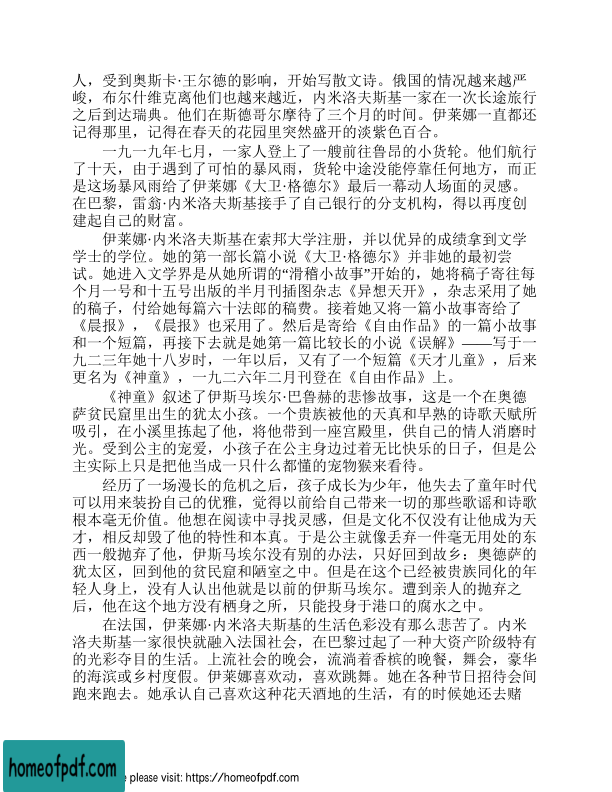 人，受到奥斯卡·王尔德的影响，开始写散文诗。俄国的情况越来越严
峻，布尔什维克离他们也越来越近，内米洛夫斯基一家在一次长途旅行
之后到达瑞典。他们在斯德哥尔摩待了三个月的时间。伊莱娜一直都还
记得那里，记得在春天的花园里突然盛开的淡紫色百合。
一九一九年七月，一家人登上了一艘前往鲁昂的小货轮。他们航行
了十天，由于遇到了可怕的暴风雨，货轮中途没能停靠任何地方，而正
是这场暴风雨给了伊莱娜《大卫·格德尔》最后一幕动人场面的灵感。
在巴黎，雷翁·内米洛夫斯基接手了自己银行的分支机构，得以再度创
建起自己的财富。
伊莱娜·内米洛夫斯基在索邦大学注册，并以优异的成绩拿到文学
学士的学位。她的第一部长篇小说《大卫·格德尔》并非她的最初尝
试。她进入文学界是从她所谓的“滑稽小故事”开始的，她将稿子寄往每
个月一号和十五号出版的半月刊插图杂志《异想天开》，杂志采用了她
的稿子，付给她每篇六十法郎的稿费。接着她又将一篇小故事寄给了
《晨报》，《晨报》也采用了。然后是寄给《自由作品》的一篇小故事
和一个短篇，再接下去就是她第一篇比较长的小说《误解》——写于一
九二三年她十八岁时，一年以后，又有了一个短篇《天才儿童》，后来
更名为《神童》，一九二六年二月刊登在《自由作品》上。
《神童》叙述了伊斯马埃尔·巴鲁赫的悲惨故事，这是一个在奥德
萨贫民窟里出生的犹太小孩。一个贵族被他的天真和早熟的诗歌天赋所
吸引，在小溪里拣起了他，将他带到一座宫殿里，供自己的情人消磨时
光。受到公主的宠爱，小孩子在公主身边过着无比快乐的日子，但是公
主实际上只是把他当成一只什么都懂的宠物猴来看待。
经历了一场漫长的危机之后，孩子成长为少年，他失去了童年时代
可以用来装扮自己的优雅，觉得以前给自己带来一切的那些歌谣和诗歌
根本毫无价值。他想在阅读中寻找灵感，但是文化不仅没有让他成为天
才，相反却毁了他的特性和本真。于是公主就像丢弃一件毫无用处的东
西一般抛弃了他，伊斯马埃尔没有别的办法，只好回到故乡：奥德萨的
犹太区，回到他的贫民窟和陋室之中。但是在这个已经被贵族同化的年
轻人身上，没有人认出他就是以前的伊斯马埃尔。遭到亲人的抛弃之
后，他在这个地方没有栖身之所，只能投身于港口的腐水之中。
在法国，伊莱娜·内米洛夫斯基的生活色彩没有那么悲苦了。内米
洛夫斯基一家很快就融入法国社会，在巴黎过起了一种大资产阶级特有
的光彩夺目的生活。上流社会的晚会，流淌着香槟的晚餐，舞会，豪华
的海滨或乡村度假。伊莱娜喜欢动，喜欢跳舞。她在各种节日招待会间
跑来跑去。她承认自己喜欢这种花天酒地的生活，有的时候她还去赌
homeofpdf.com
e please visit: https://homeofpdf.com